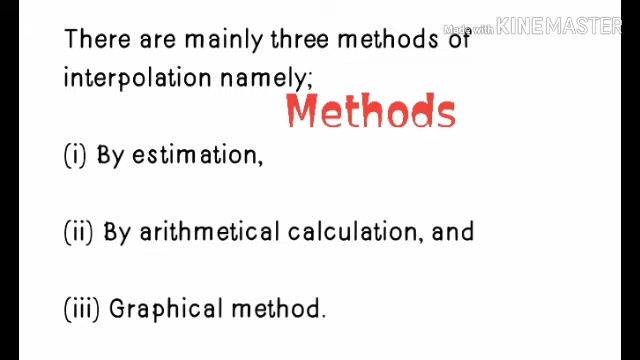 Made with KINEMASTER
There are mainly three methods of
interpolation namely;
Methods
(i) By estimation,
(ii) By arithmetical calculation, and
(iii) Graphical method.